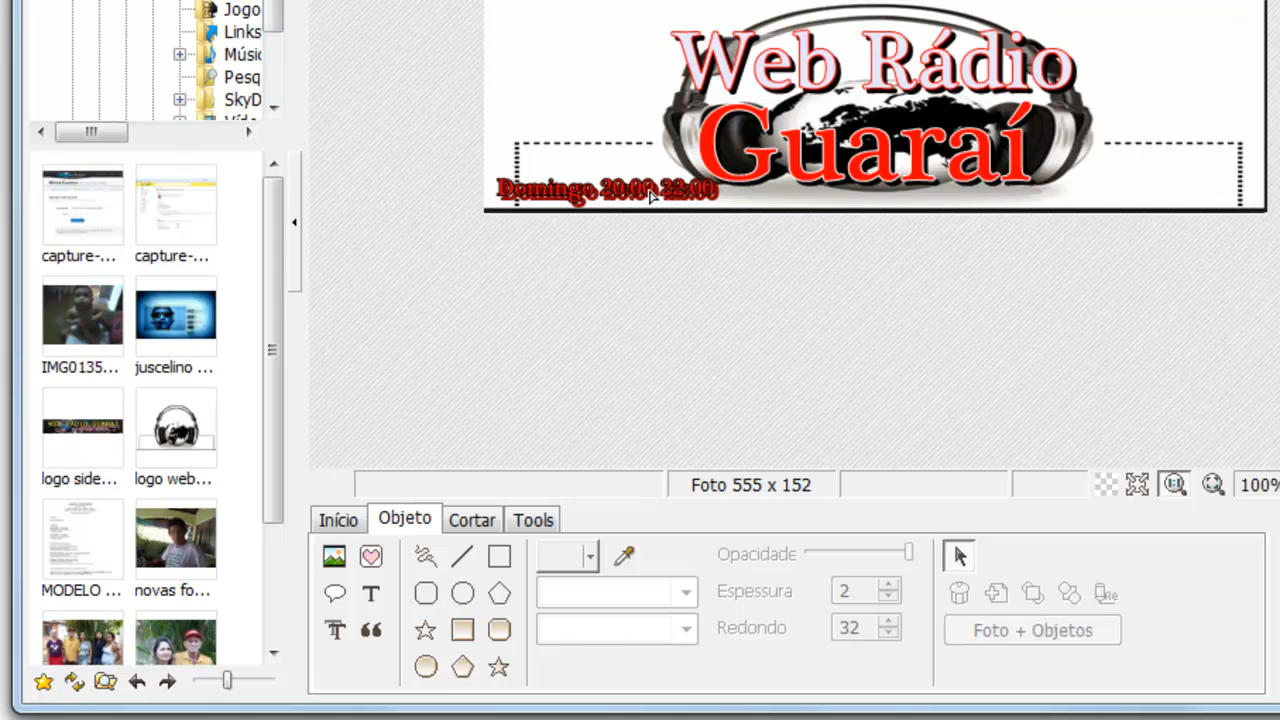 Jogo
Links
Músic
Pesq
SkyD
Web Rádio
Guaraí
Domingo 20:00 22:00
capture-...
capture-...
IMG0135...
juscelino ...
logo side...
logo web...
MODELO ...
novas fo...
Foto 555 x 152
100%
Início
Objeto
Cortar
Tools
Opacidade
Espessura
2
Redondo
32
Foto + Objetos